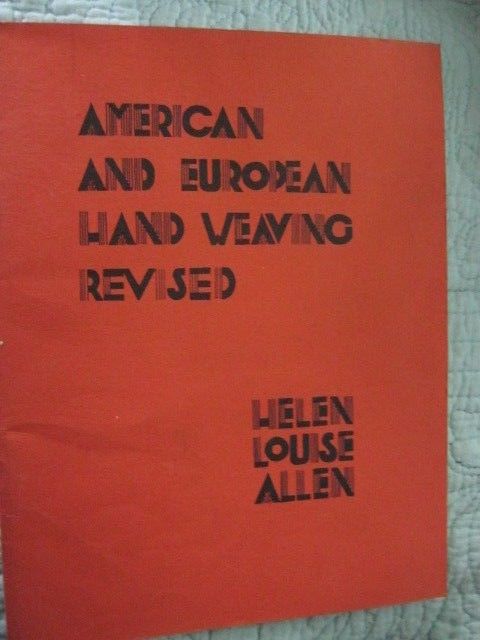 AMERICAN
AND EUROPEAN
HAND WEAVING
REVISED
HELEN
LOUISE
ALLEN